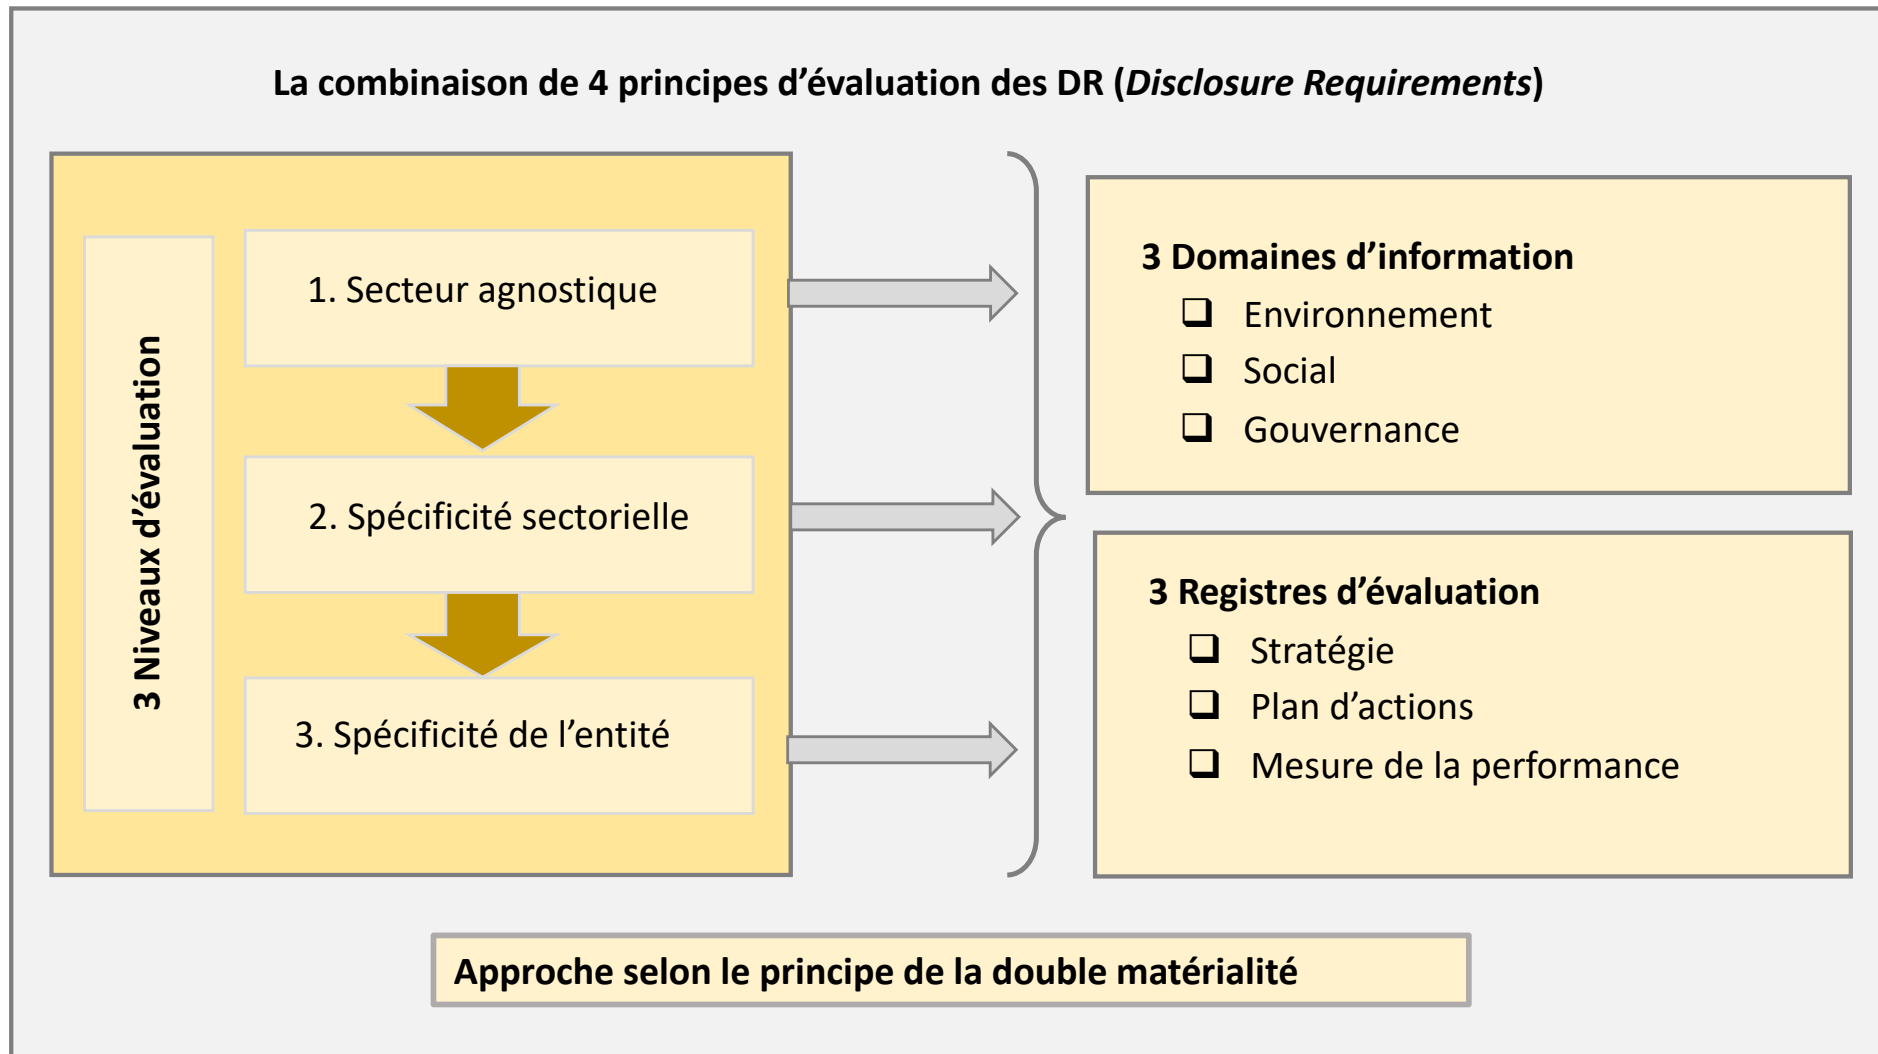 La combinaison de 4 principes d’évaluation des DR (Disclosure Requirements)
3 Niveaux d’évaluation
1. Secteur agnostique
2. Spécificité sectorielle
3. Spécificité de l’entité
3 Domaines d’information
❑ Environnement
❑ Social
❑ Gouvernance
3 Registres d’évaluation
❑ Stratégie
❑ Plan d’actions
❑ Mesure de la performance
Approche selon le principe de la double matérialité